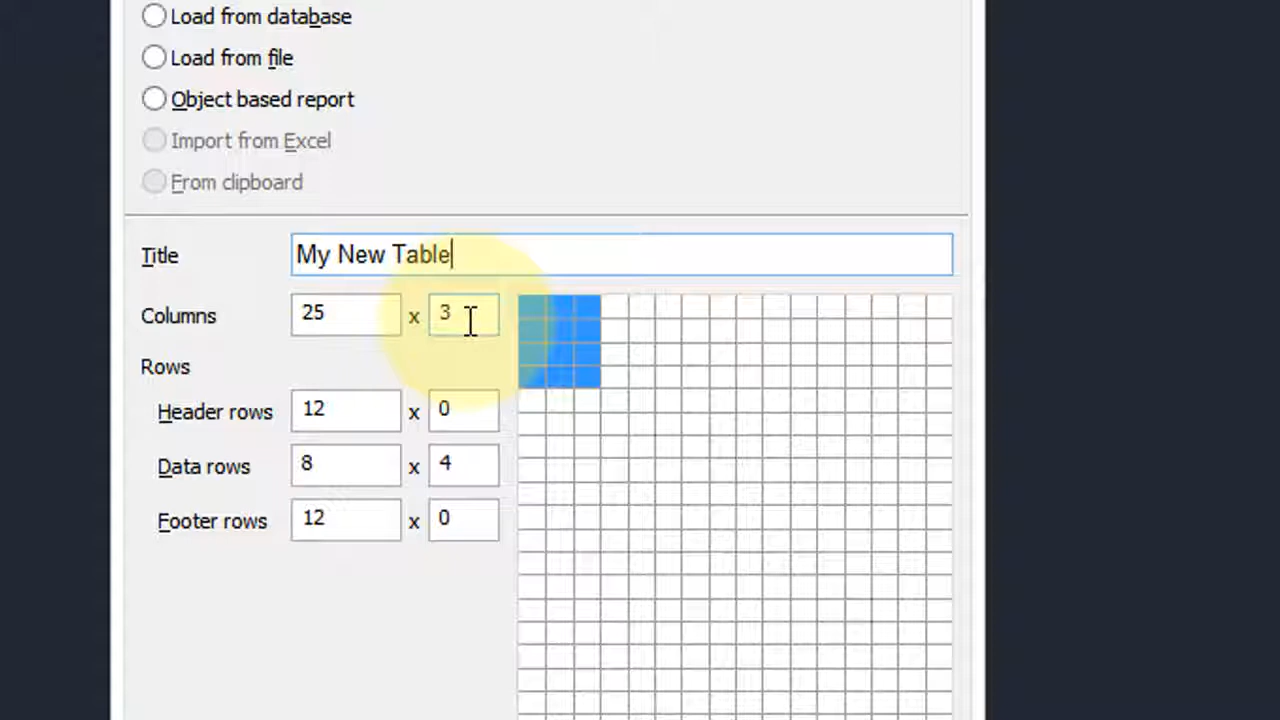 Load from database
Load from file
Object based report
Import from Excel
From clipboard
Title My New Table
Columns 25 x 3
Rows
Header rows 12 x 0
Data rows 8 x 4
Footer rows 12 x 0